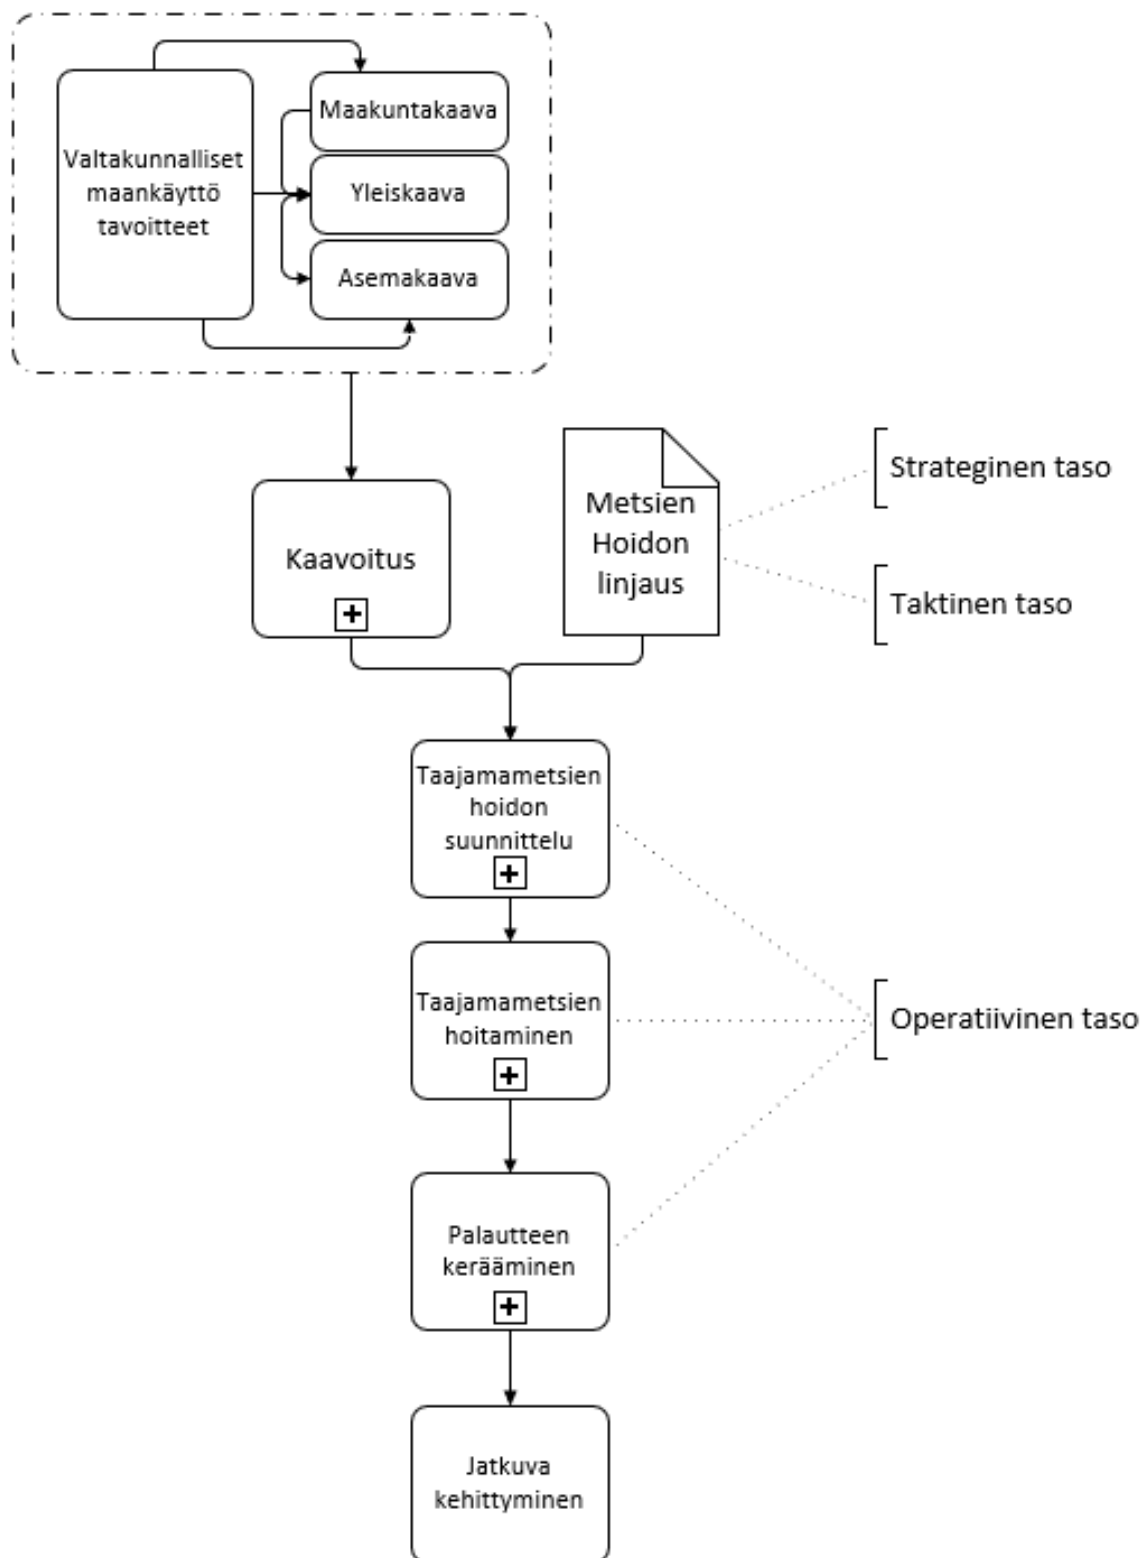 Maakuntakaava
Valtakunnalliset
maankäyttö
tavoitteet
Yleiskaava
Asemakaava
Kaavoitus
Metsien
Hoidon
linjaus
Strateginen taso
Taktinen taso
Taajamametsien
hoidon
suunnittelu
Taajamametsien
hoitaminen
Operatiivinen taso
Palautteen
kerääminen
Jatkuva
kehittyminen